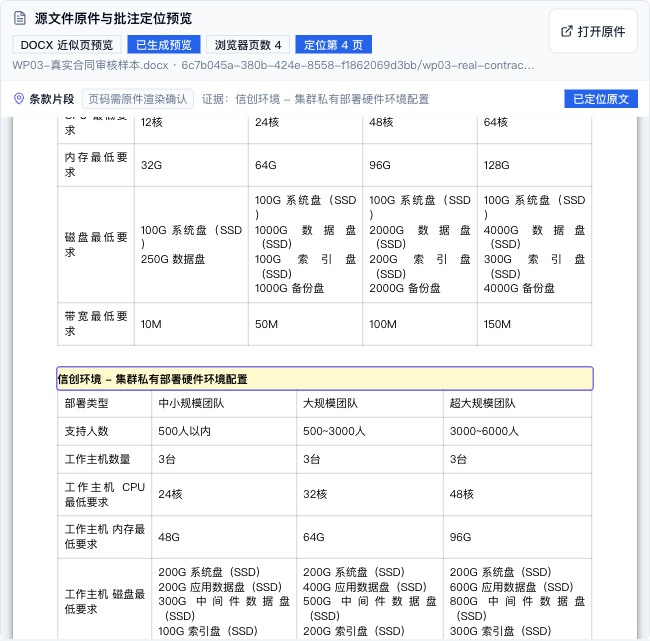 源文件原件与批注定位预览
DOCX 近似页预览 已生成预览 浏览器页数 4 定位第 4 页
打开原件
WP03-真实合同审核样本.docx · 6c7b045a-380b-424e-8558-f1862069d3bb/wp03-real-contrac...
条款片段 页码需原件渲染确认 证据: 信创环境 – 集群私有部署硬件环境配置 已定位原文
求 12核 24核 48核 64核
内存最低要
求
32G 64G 96G 128G
磁盘最低要
求
100G 系统盘（SSD
）
250G 数据盘
100G 系统盘（SSD
）
1000G 数据盘
（SSD）
100G 索引盘
（SSD）
1000G 备份盘
100G 系统盘（SSD
）
2000G 数据盘
（SSD）
200G 索引盘
（SSD）
2000G 备份盘
100G 系统盘（SSD
）
4000G 数据盘
（SSD）
300G 索引盘
（SSD）
4000G 备份盘
带宽最低要
求
10M 50M 100M 150M
信创环境 – 集群私有部署硬件环境配置
部署类型 中小规模团队 大规模团队 超大规模团队
支持人数 500人以内 500~3000人 3000~6000人
工作主机数量 3台 3台 3台
工作主机 CPU
最低要求
24核 32核 48核
工作主机 内存最
低要求
48G 64G 96G
工作主机 磁盘最
低要求
200G 系统盘（SSD）
200G 应用数据盘（SSD）
300G 中间件数据盘
（SSD）
100G 索引盘（SSD）
200G 系统盘（SSD）
400G 应用数据盘（SSD）
500G 中间件数据盘
（SSD）
200G 索引盘（SSD）
200G 系统盘（SSD）
600G 应用数据盘（SSD）
800G 中间件数据盘
（SSD）
300G 索引盘（SSD）